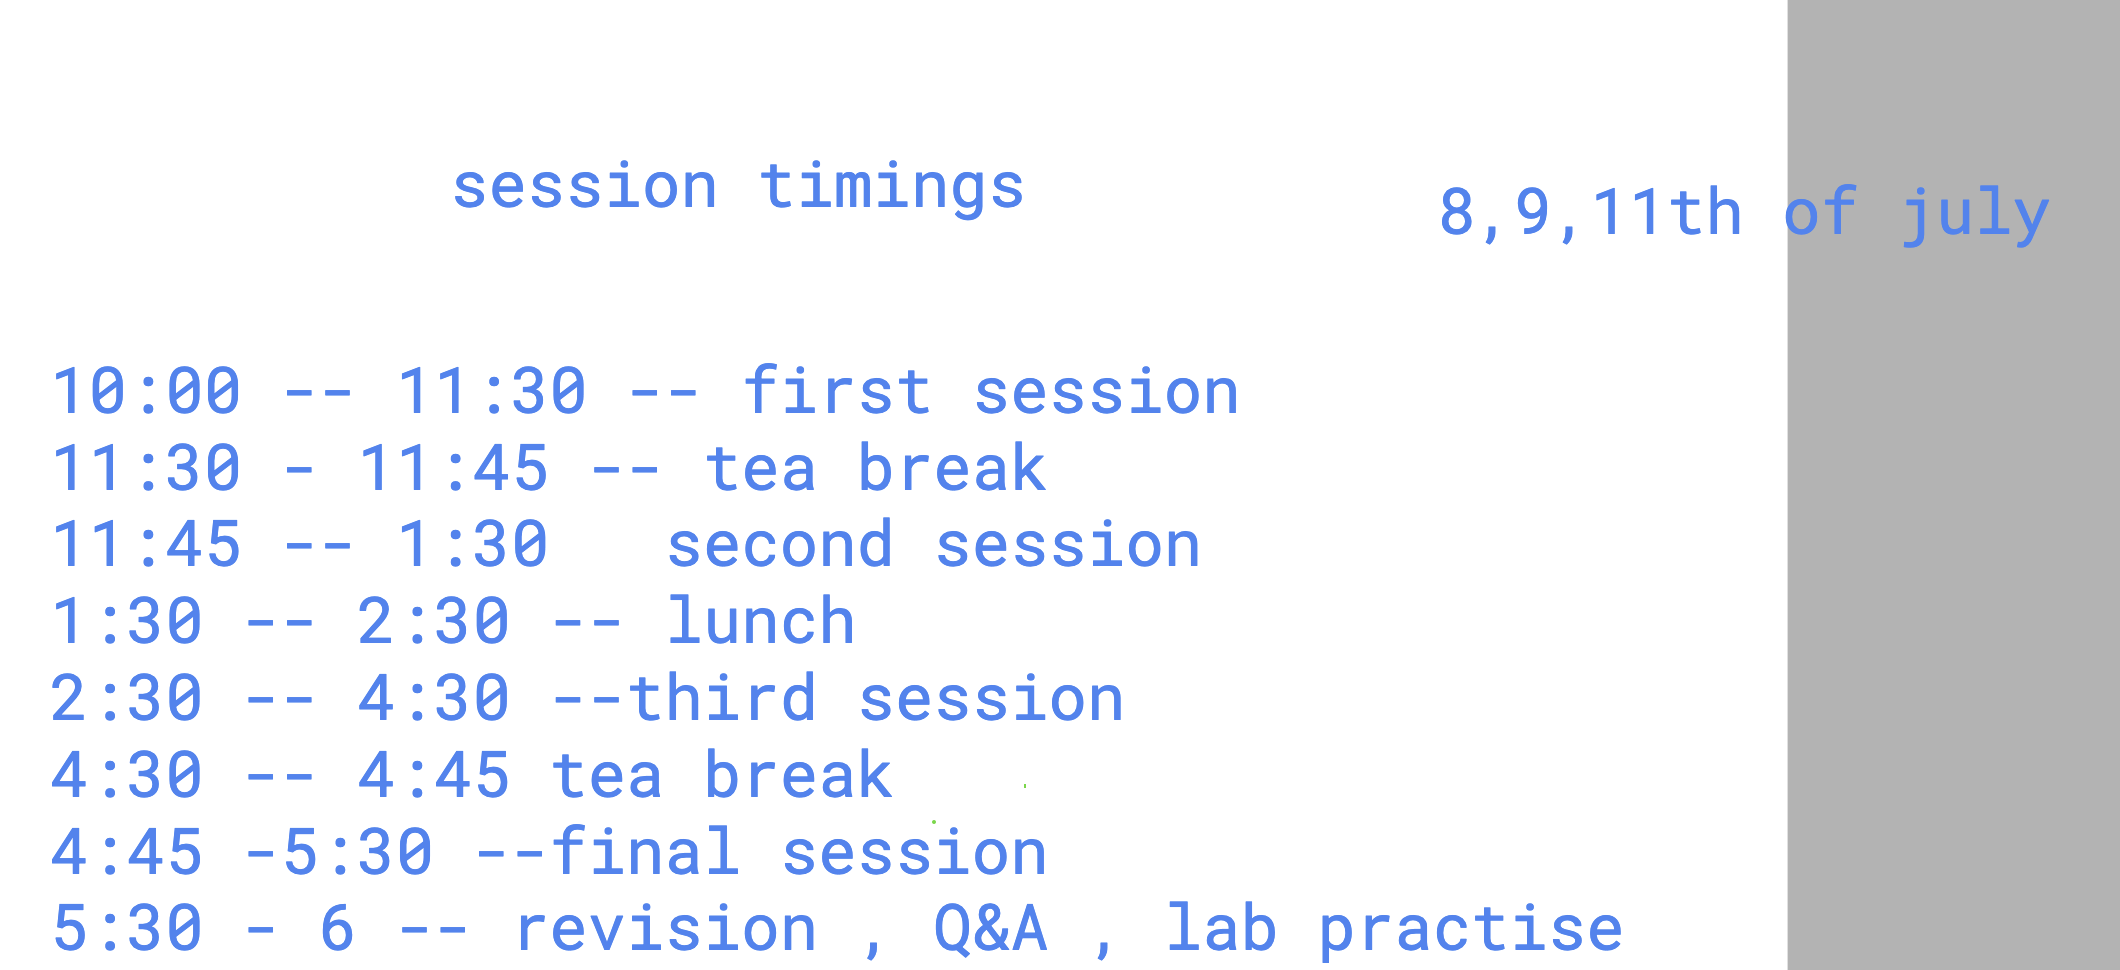 session timings
8,9,11th of july
10:00 -- 11:30 -- first session
11:30 - 11:45 -- tea break
11:45 -- 1:30   second session
1:30 -- 2:30 -- lunch
2:30 -- 4:30 --third session
4:30 -- 4:45 tea break
4:45 -5:30 --final session
5:30 - 6 -- revision , Q&A , lab practise